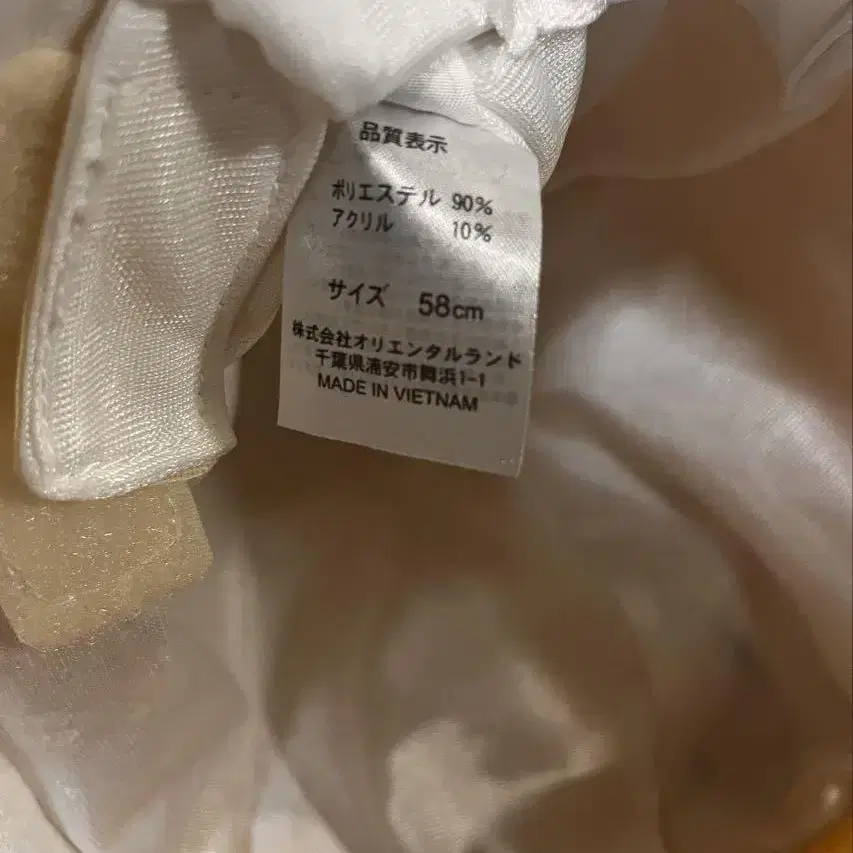 品質表示
ポリエステル 90%
アクリル 10%
サイズ 58cm
株式会社オリエンタルランド
千葉県浦安市舞浜1-1
MADE IN VIETNAM